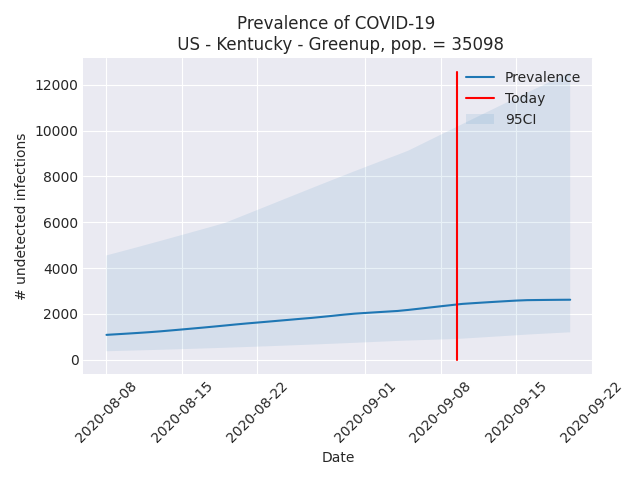 Prevalence of COVID-19
US - Kentucky - Greenup, pop. = 35098
Prevalence
Today
95CI
12000
10000
8000
6000
4000
2000
0
# undetected infections
2020-08-08
2020-08-15
2020-08-22
2020-09-01
2020-09-08
2020-09-15
2020-09-22
Date